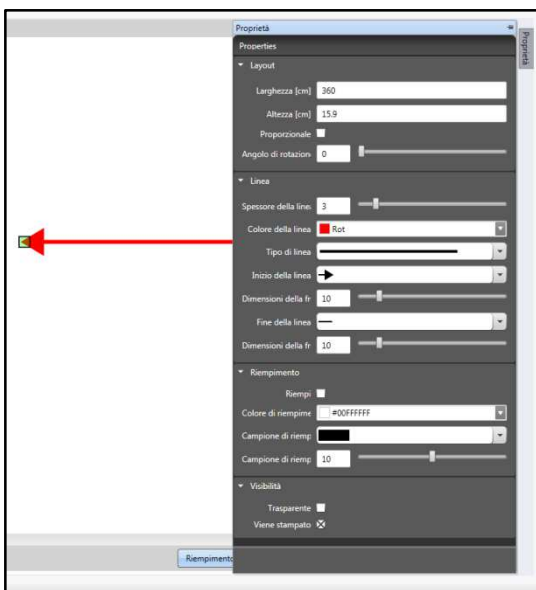 Proprietà
Proprietà
Properties
Layout
Larghezza [cm] 360
Altezza [cm] 15.9
Proporzionale
Angolo di rotazion 0
Linea
Spessore della line 3
Colore della linea Rot
Tipo di linea
Inizio della linea
Dimensioni della fr 10
Fine della linea
Dimensioni della fr 10
Riempimento
Riempi
Colore di riempime #00FFFFFF
Campione di riemp
Campione di riemp 10
Visibilità
Trasparente
Viene stampato
Riempimento